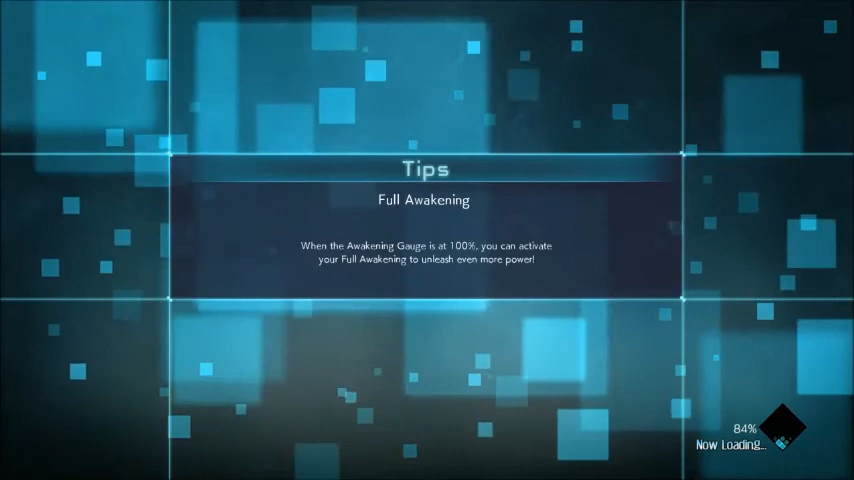 Tips
Full Awakening
When the Awakening Gauge is at 100%, you can activate
your Full Awakening to unleash even more power!
84%
Now Loading...